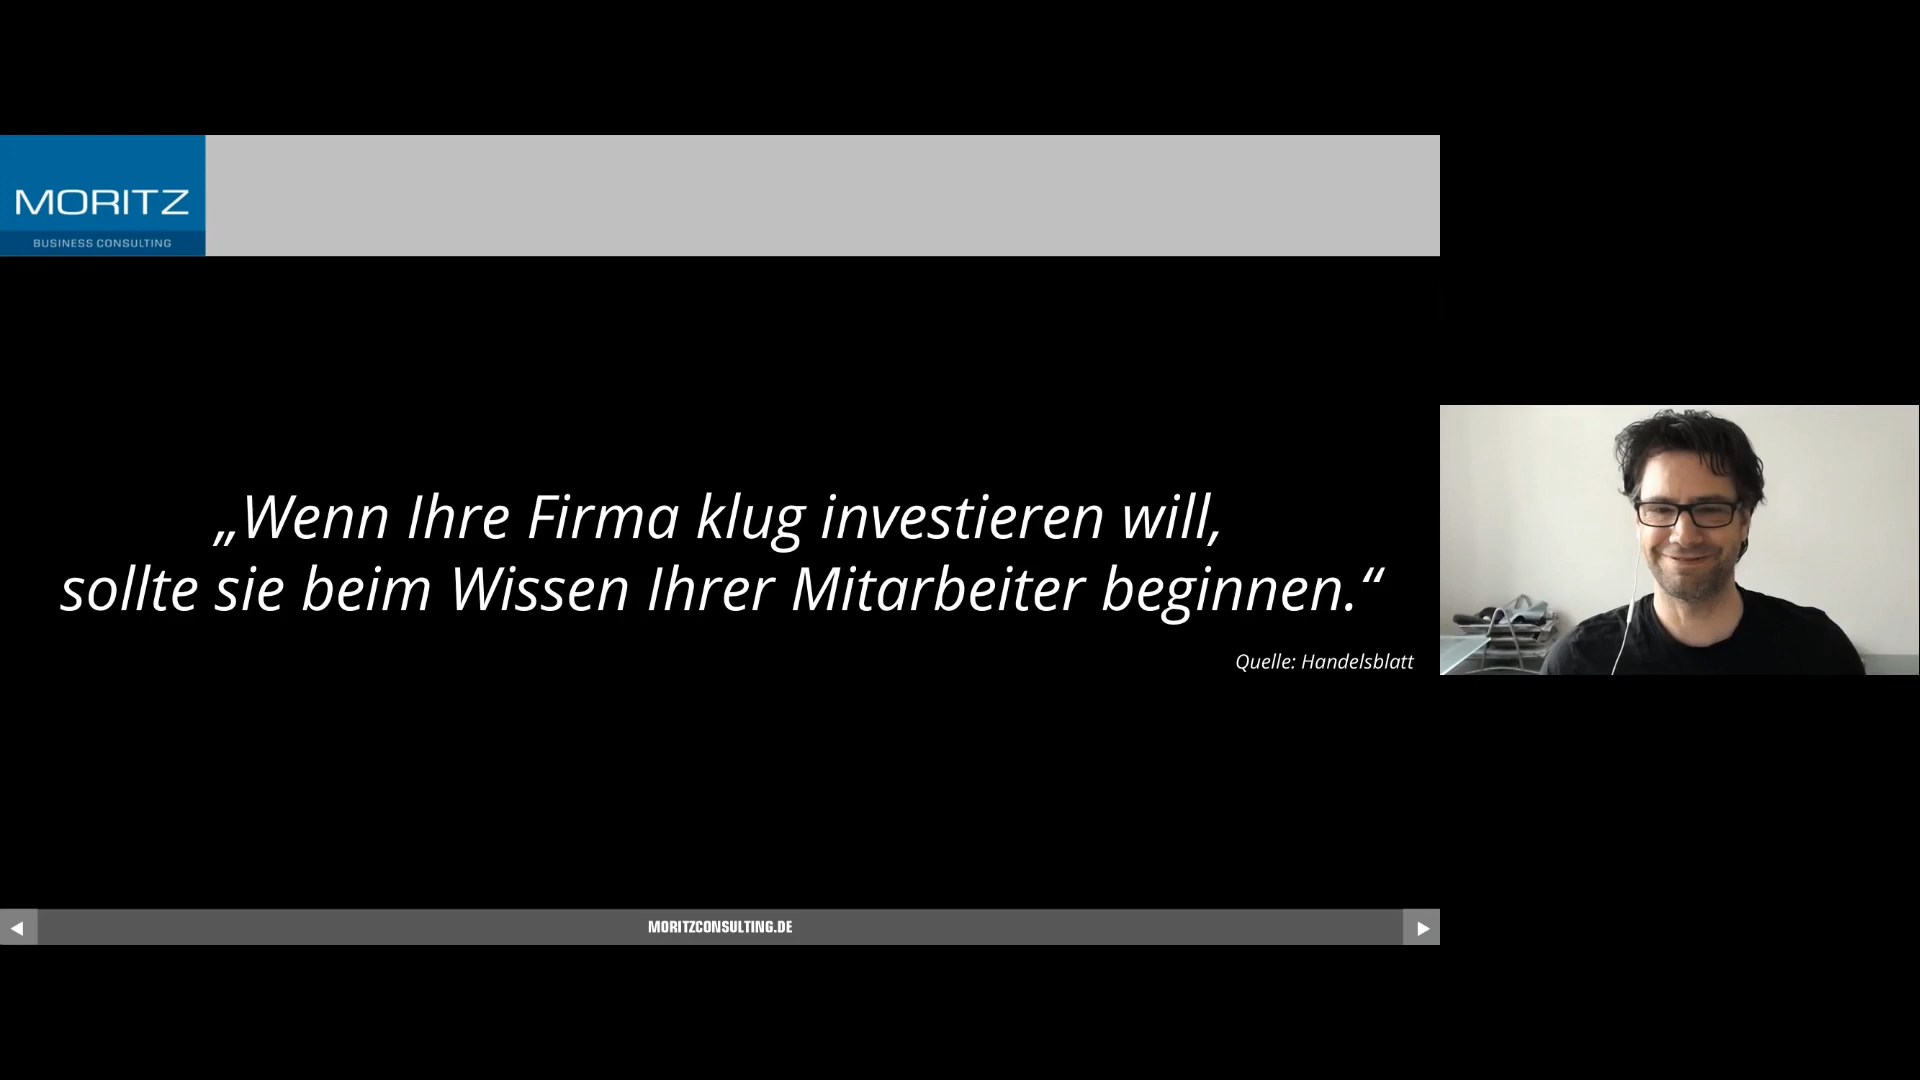 MORITZ
BUSINESS CONSULTING
„Wenn Ihre Firma klug investieren will,
sollte sie beim Wissen Ihrer Mitarbeiter beginnen.“
Quelle: Handelsblatt
MORITZCONSULTING.DE